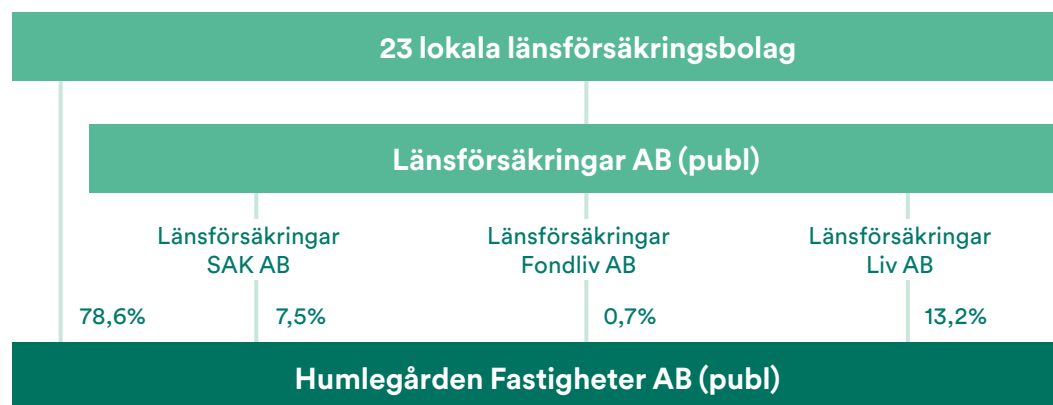 23 lokala länsförsäkringsbolag
Länsförsäkringar AB (publ)
Länsförsäkringar
SAK AB
Länsförsäkringar
Fondliv AB
Länsförsäkringar
Liv AB
78,6%
7,5%
0,7%
13,2%
Humlegården Fastigheter AB (publ)